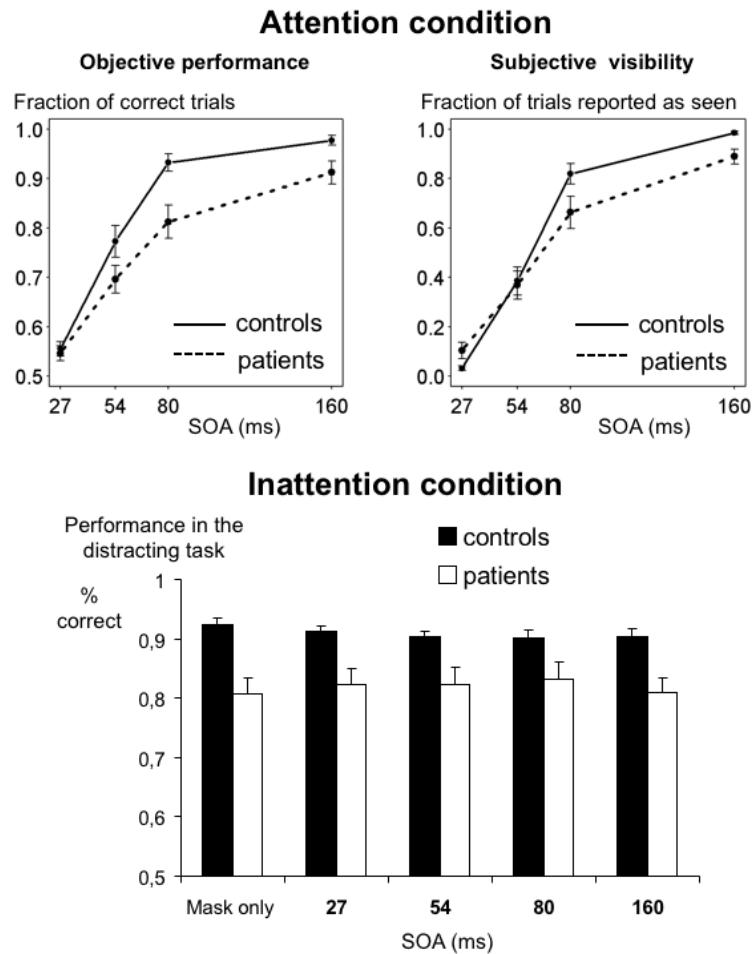 Attention condition
Objective performance
Fraction of correct trials
1.0
0.9
0.8
0.7
0.6
0.5
controls
patients
27 54 80 160
SOA (ms)
Subjective visibility
Fraction of trials reported as seen
1.0
0.8
0.6
0.4
0.2
0.0
controls
patients
27 54 80 160
SOA (ms)
Inattention condition
Performance in the
distracting task
controls
patients
%
correct
1
0,9
0,8
0,7
0,6
0,5
Mask only 27 54 80 160
SOA (ms)